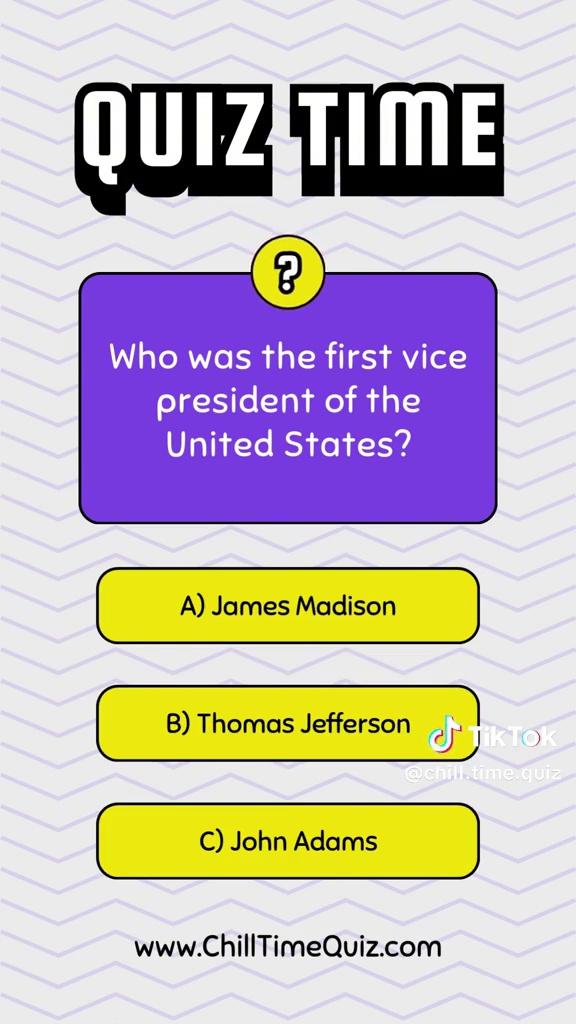 QUIZ TIME
?
Who was the first vice
president of the
United States?
A) James Madison
B) Thomas Jefferson
TikTok
@chill.time.quiz
C) John Adams
www.ChillTimeQuiz.com